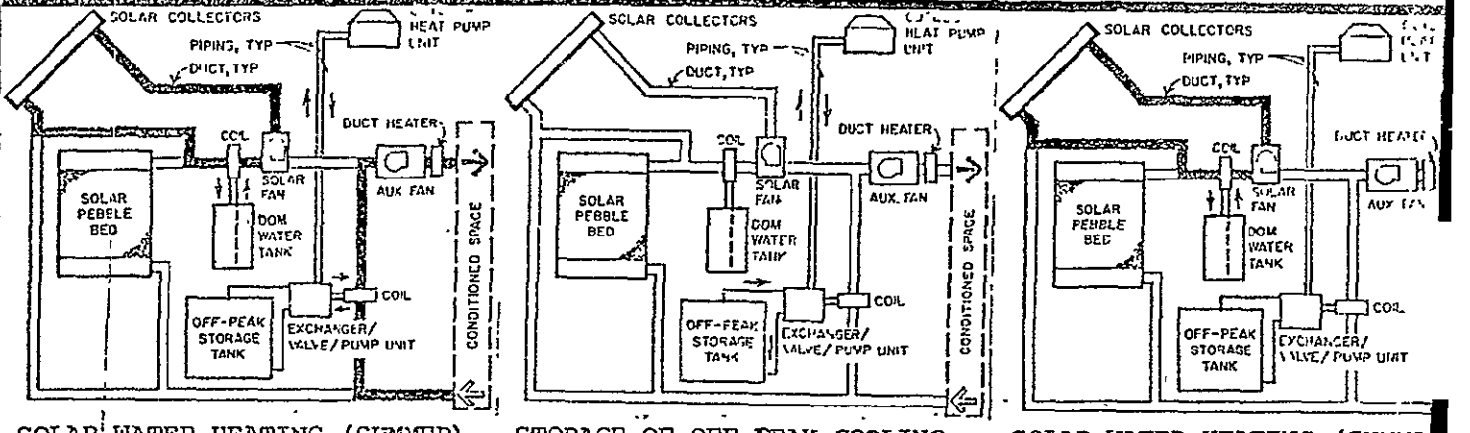 SOLAR COLLECTORS
HEAT PUMP
UNIT
PIPING, TYP
DUCT, TYP
COIL
DUCT HEATER
SOLAR
FAN
AUX FAN
SOLAR
PEBBLE
BED
DOM
WATER
TANK
CONDITIONED SPACE
COIL
OFF-PEAK
STORAGE
TANK
EXCHANGER/
VALVE/PUMP UNIT
SOLAR WATER HEATING (SUMMER)
SOLAR COLLECTORS
HEAT PUMP
UNIT
PIPING, TYP
DUCT, TYP
COIL
DUCT HEATER
SOLAR
FAN
AUX. FAN
SOLAR
PEBBLE
BED
DOM
WATER
TANK
CONDITIONED SPACE
COIL
OFF-PEAK
STORAGE
TANK
EXCHANGER/
VALVE/PUMP UNIT
STORAGE OF OFF PEAK COOLING
SOLAR COLLECTORS
PIPING, TYP
DUCT, TYP
DUCT HEATER
COIL
SOLAR
FAN
AUX FAN
SOLAR
PEBBLE
BED
DOM
WATER
TANK
COIL
OFF-PEAK
STORAGE
TANK
EXCHANGER/
VALVE/PUMP UNIT
SOLAR WATER HEATING